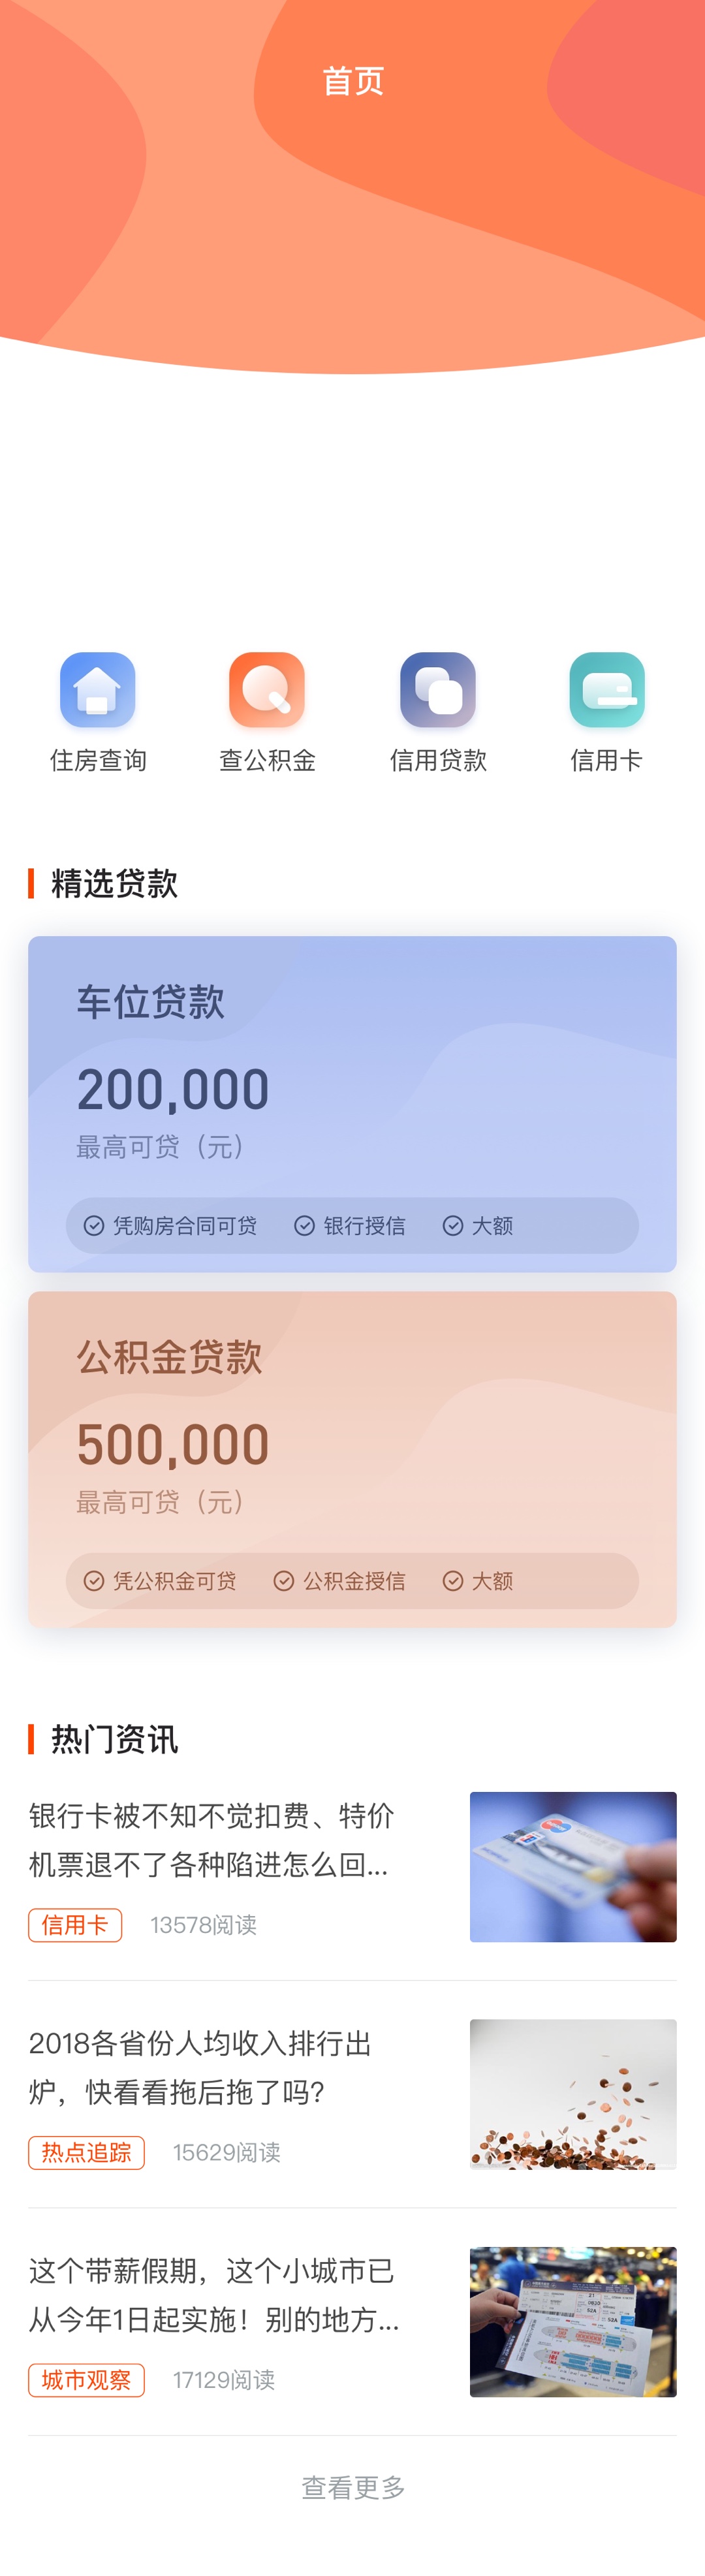 首页
住房查询
查公积金
信用贷款
信用卡
精选贷款
车位贷款
200,000
最高可贷（元）
凭购房合同可贷
银行授信
大额
公积金贷款
500,000
最高可贷（元）
凭公积金可贷
公积金授信
大额
热门资讯
银行卡被不知不觉扣费、特价
机票退不了各种陷进怎么回...
信用卡
13578阅读
2018各省份人均收入排行出
炉，快看看拖后拖了吗？
热点追踪
15629阅读
这个带薪假期，这个小城市已
从今年1日起实施！别的地方...
城市观察
17129阅读
查看更多